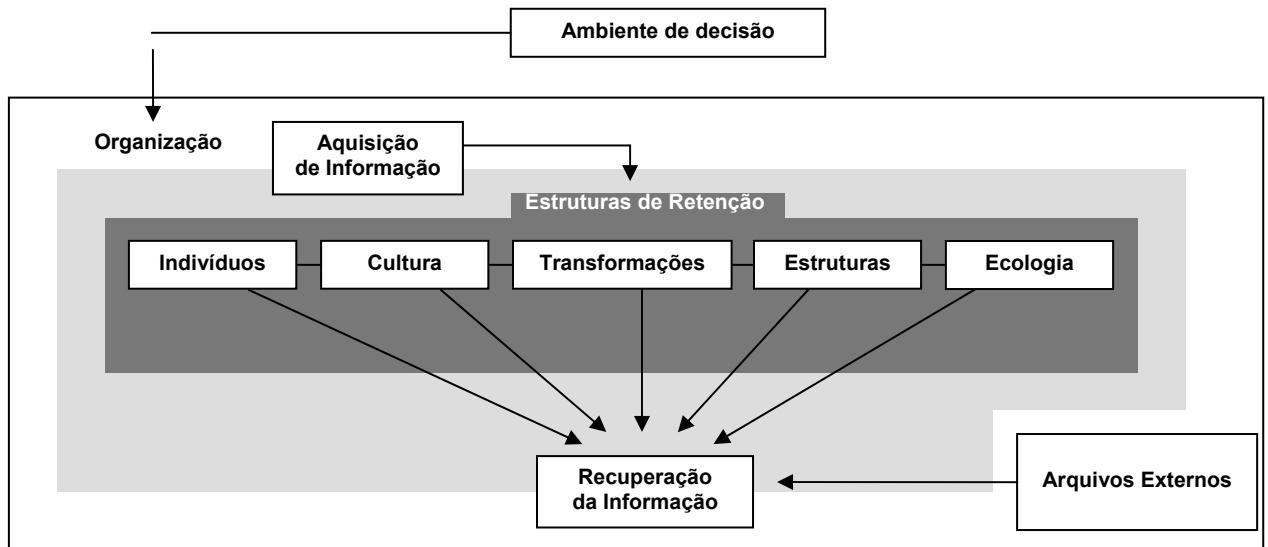 Ambiente de decisão
Organização
Aquisição
de Informação
Estruturas de Retenção
Indivíduos
Cultura
Transformações
Estruturas
Ecologia
Recuperação
da Informação
Arquivos Externos